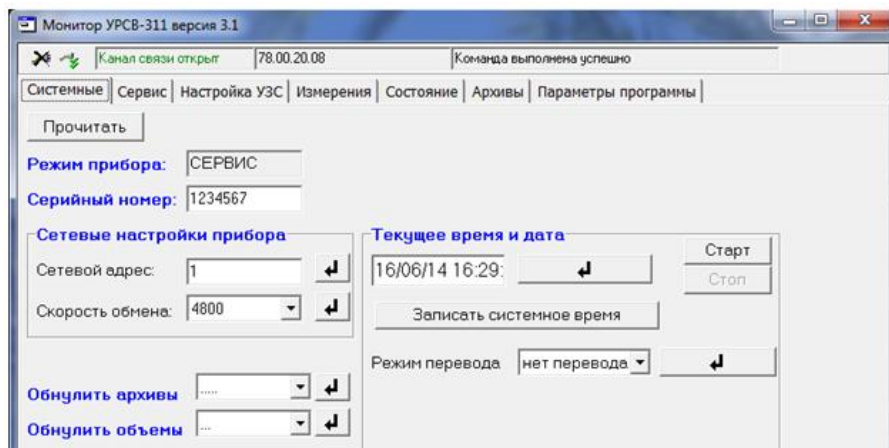 Монитор УРСВ-311 версия 3.1
Канал связи открыт 78.00.20.08 Команда выполнена успешно
Системные Сервис Настройка УЗС Измерения Состояние Архивы Параметры программы
Прочитать
Режим прибора: СЕРВИС
Серийный номер: 1234567
Сетевые настройки прибора
Сетевой адрес: 1
Скорость обмена: 4800
Обнулить архивы .....
Обнулить объемы ...
Текущее время и дата
16/06/14 16:29:
Старт
Стоп
Записать системное время
Режим перевода нет перевода